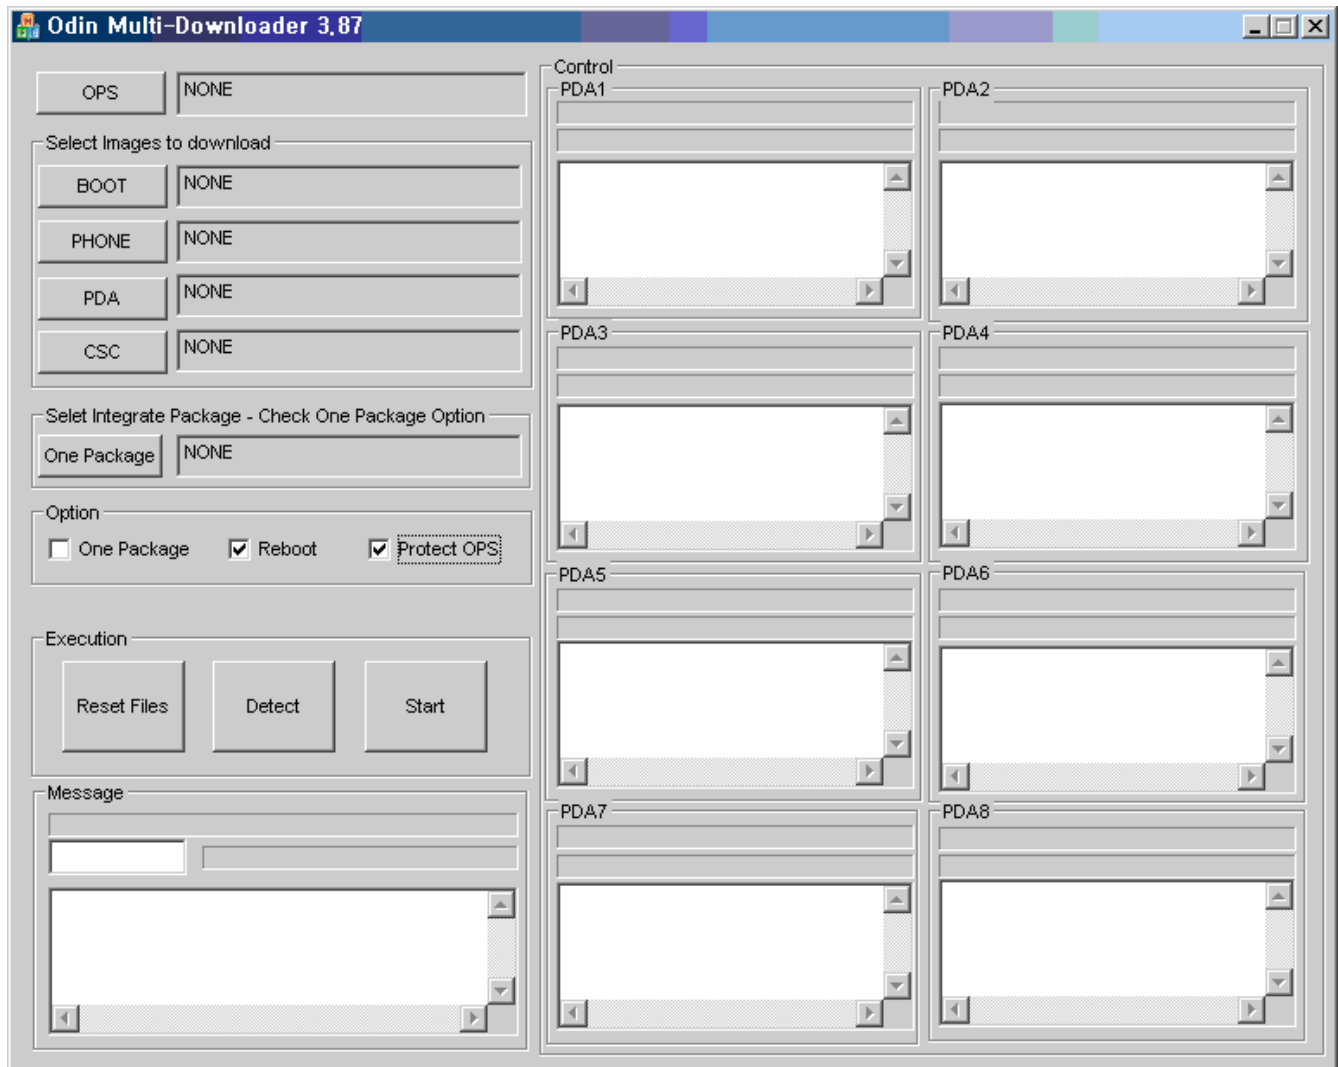 Odin Multi-Downloader 3.87
OPS NONE
Select Images to download
BOOT NONE
PHONE NONE
PDA NONE
CSC NONE
Selet Integrate Package - Check One Package Option
One Package NONE
Option
One Package Reboot Protect OPS
Execution
Reset Files Detect Start
Message
Control
PDA1 PDA2
PDA3 PDA4
PDA5 PDA6
PDA7 PDA8